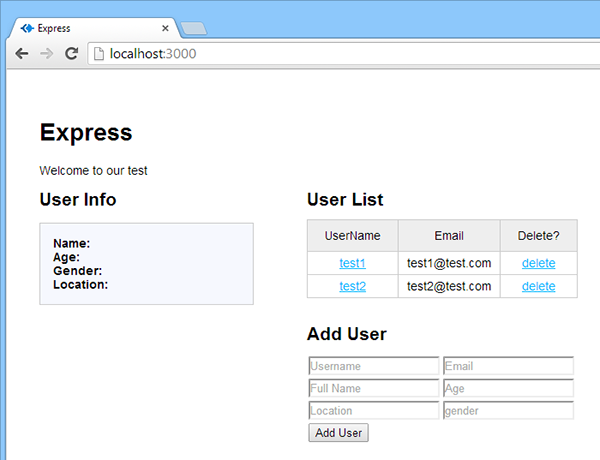 Express
localhost:3000
Express
Welcome to our test
User Info
Name:
Age:
Gender:
Location:
User List
UserName Email Delete?
test1 test1@test.com delete
test2 test2@test.com delete
Add User
Username Email
Full Name Age
Location gender
Add User